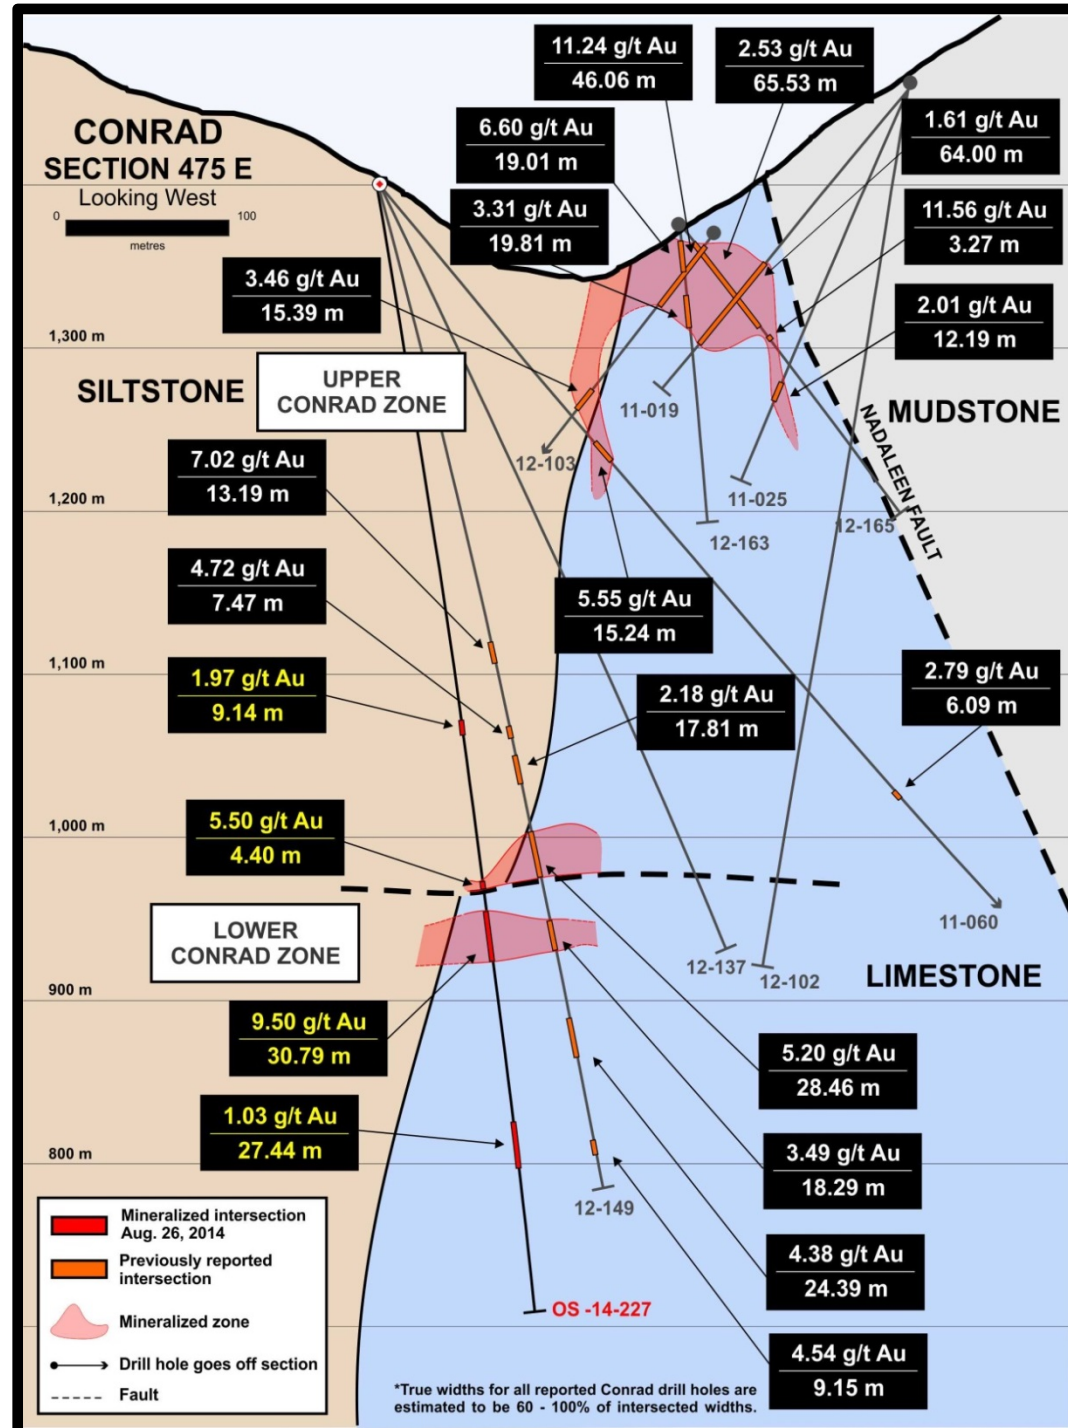 CONRAD
SECTION 475 E
Looking West
0 100
metres
11.24 g/t Au
46.06 m
2.53 g/t Au
65.53 m
6.60 g/t Au
19.01 m
1.61 g/t Au
64.00 m
3.31 g/t Au
19.81 m
11.56 g/t Au
3.27 m
3.46 g/t Au
15.39 m
2.01 g/t Au
12.19 m
1,300 m
SILTSTONE
UPPER
CONRAD ZONE
11-019
MUDSTONE
NADALEEN FAULT
12-103
7.02 g/t Au
13.19 m
11-025
1,200 m
12-163
12-165
4.72 g/t Au
7.47 m
5.55 g/t Au
15.24 m
1,100 m
1.97 g/t Au
9.14 m
2.18 g/t Au
17.81 m
2.79 g/t Au
6.09 m
1,000 m
5.50 g/t Au
4.40 m
LOWER
CONRAD ZONE
11-060
12-137
12-102
LIMESTONE
900 m
9.50 g/t Au
30.79 m
5.20 g/t Au
28.46 m
1.03 g/t Au
27.44 m
800 m
3.49 g/t Au
18.29 m
12-149
4.38 g/t Au
24.39 m
OS -14-227
4.54 g/t Au
9.15 m
Mineralized intersection
Aug. 26, 2014
Previously reported
intersection
Mineralized zone
Drill hole goes off section
Fault
*True widths for all reported Conrad drill holes are
estimated to be 60 - 100% of intersected widths.